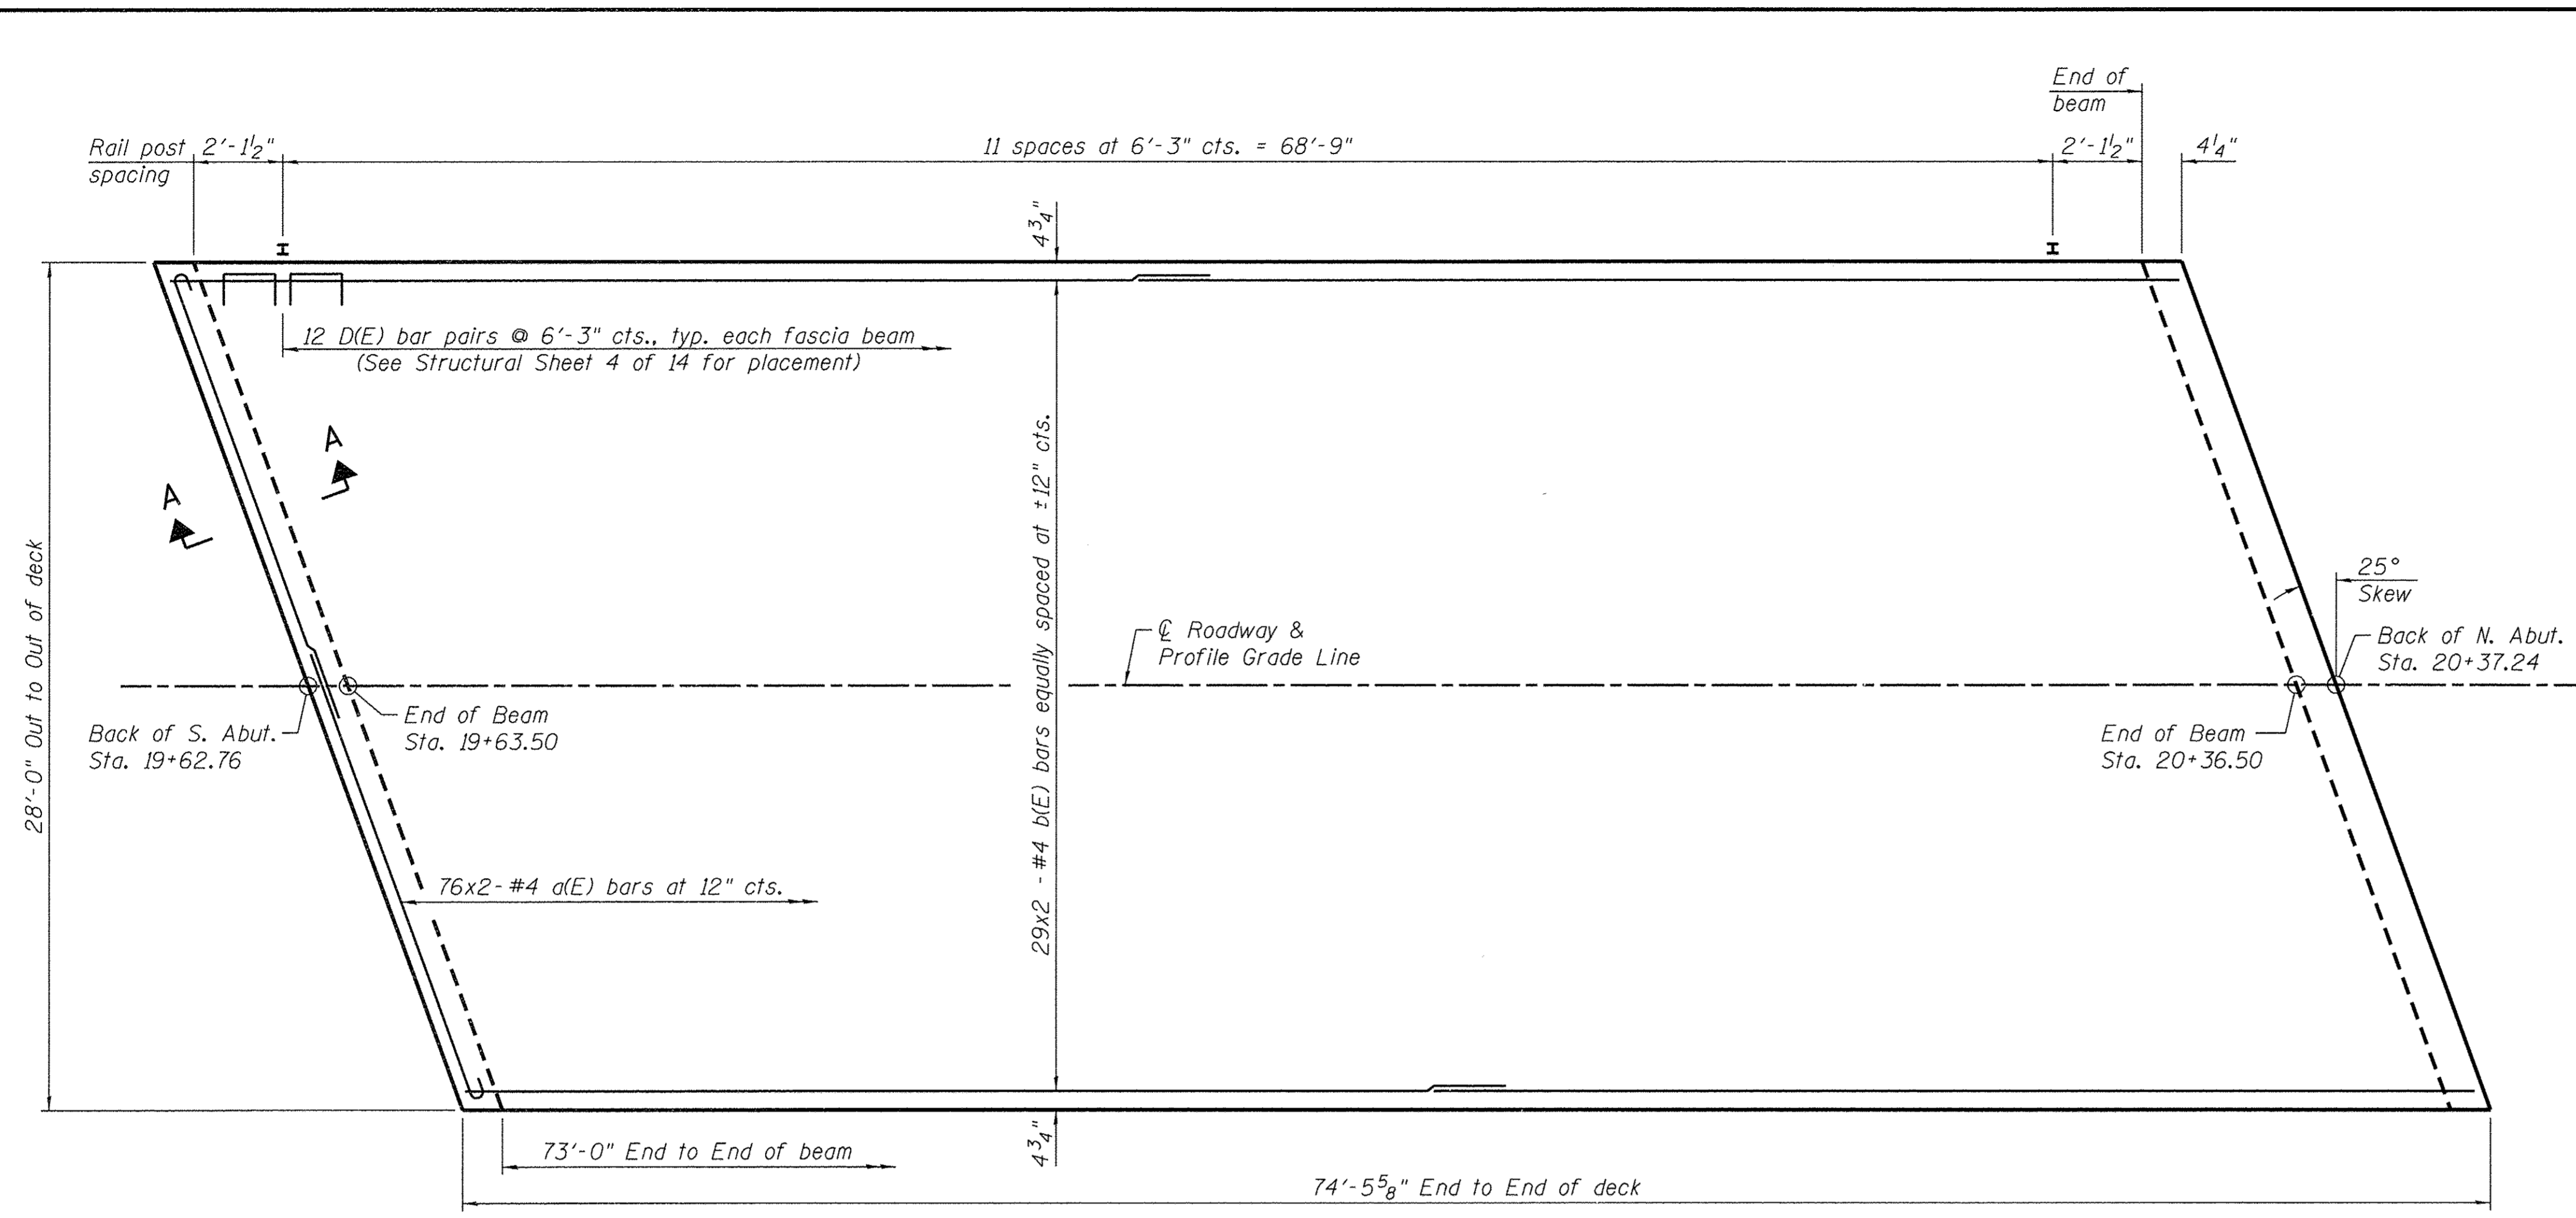 End of
beam
Rail post
spacing
2'-1½"
11 spaces at 6'-3" cts. = 68'-9"
2'-1½"
4¼"
4¾"
12 D(E) bar pairs @ 6'-3" cts., typ. each fascia beam
(See Structural Sheet 4 of 14 for placement)
A
A
28'-0" Out to Out of deck
29x2 - #4 b(E) bars equally spaced at ±12" cts.
25°
Skew
℄ Roadway &
Profile Grade Line
Back of N. Abut.
Sta. 20+37.24
End of Beam
Sta. 19+63.50
Back of S. Abut.
Sta. 19+62.76
End of Beam
Sta. 20+36.50
76x2- #4 a(E) bars at 12" cts.
4¾"
73'-0" End to End of beam
74'-5⅝" End to End of deck